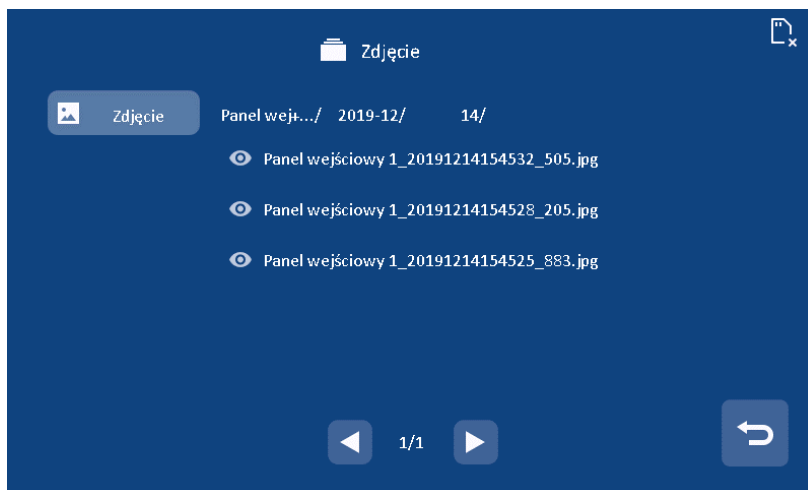 Zdjęcie
Zdjęcie
Panel wej+.../ 2019-12/ 14/
Panel wejściowy 1_20191214154532_505.jpg
Panel wejściowy 1_20191214154528_205.jpg
Panel wejściowy 1_20191214154525_883.jpg
1/1